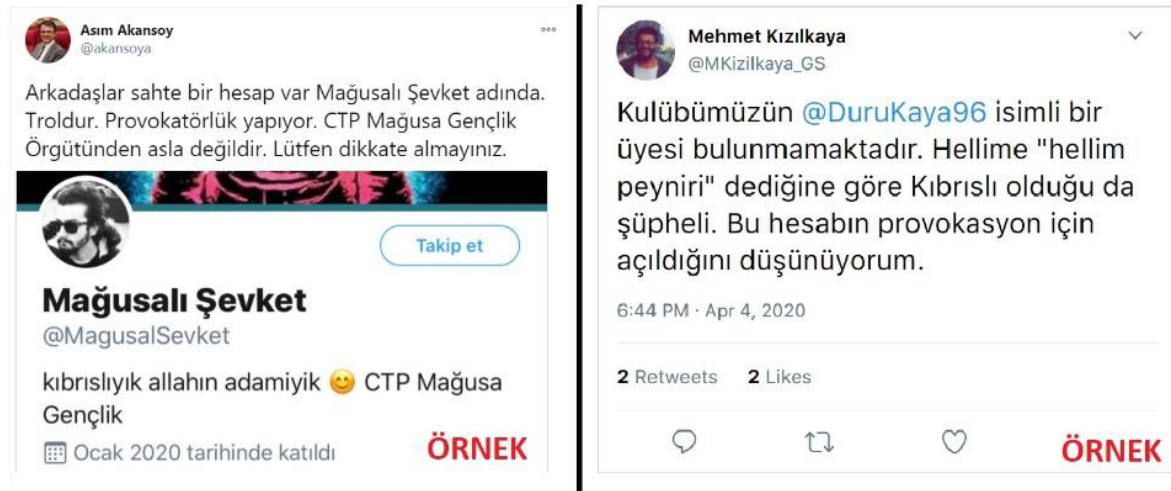 Asım Akansoy
@akansoya
Arkadaşlar sahte bir hesap var Mağusalı Şevket adında.
Troldur. Provokatörlük yapıyor. CTP Mağusa Gençlik
Örgütünden asla değildir. Lütfen dikkate almayınız.
Takip et
Mağusalı Şevket
@MagusalSevket
kıbrıslıyık allahın adamiyik 😊 CTP Mağusa
Gençlik
Ocak 2020 tarihinde katıldı
ÖRNEK
Mehmet Kızılkaya
@MKizilkaya_GS
Kulübümüzün @DuruKaya96 isimli bir
üyesi bulunmamaktadır. Hellime "hellim
peyniri" dediğine göre Kıbrıslı olduğu da
şüpheli. Bu hesabın provokasyon için
açıldığını düşünüyorum.
6:44 PM · Apr 4, 2020
2 Retweets 2 Likes
ÖRNEK